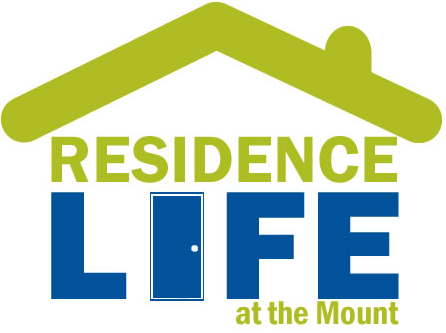 RESIDENCE
LIFE
at the Mount